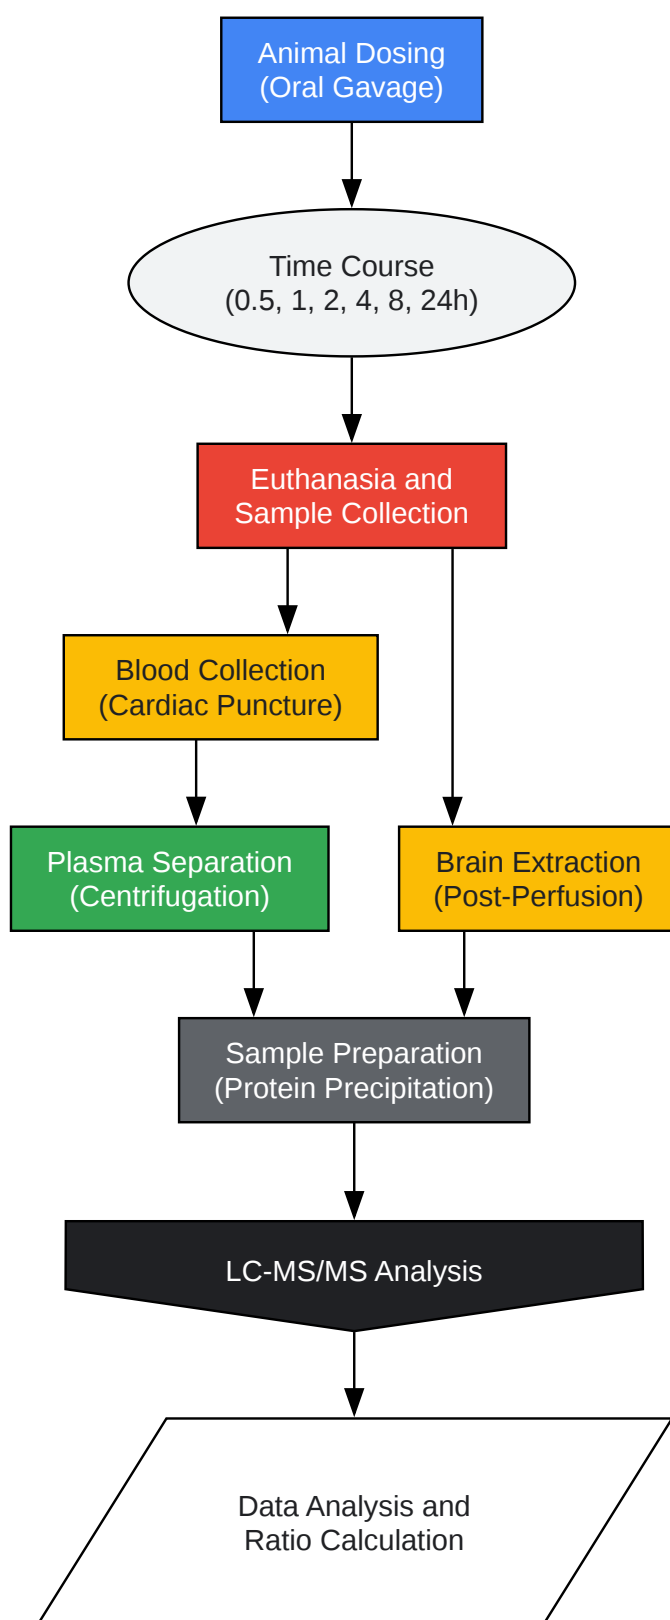 Animal Dosing
(Oral Gavage)
Time Course
(0.5, 1, 2, 4, 8, 24h)
Euthanasia and
Sample Collection
Blood Collection
(Cardiac Puncture)
Plasma Separation
(Centrifugation)
Brain Extraction
(Post-Perfusion)
Sample Preparation
(Protein Precipitation)
LC-MS/MS Analysis
Data Analysis and
Ratio Calculation